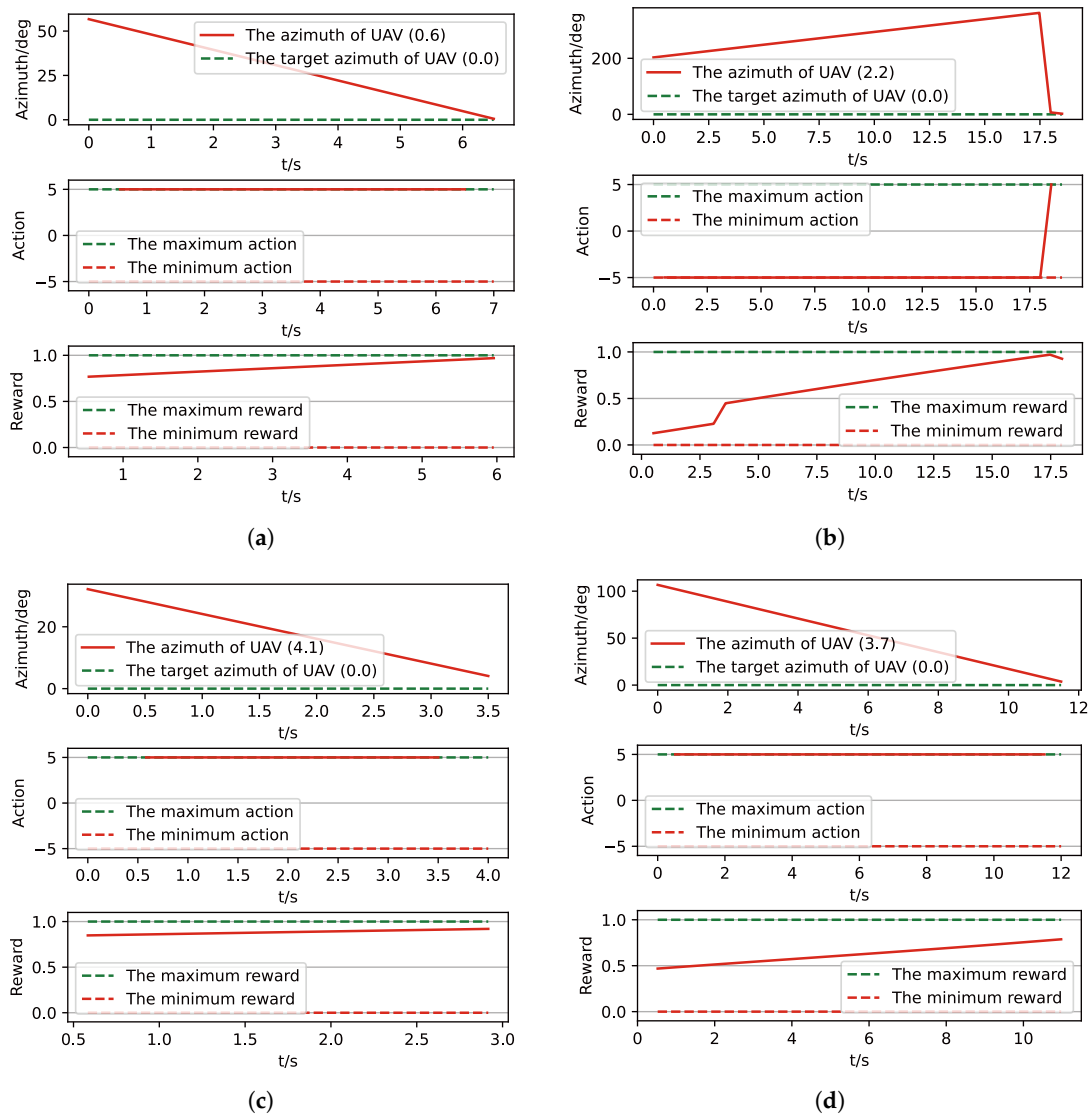 Azimuth/deg
50
25
0
The azimuth of UAV (0.6)
The target azimuth of UAV (0.0)
0 1 2 3 4 5 6
t/s
Action
5
0
−5
The maximum action
The minimum action
0 1 2 3 4 5 6 7
t/s
Reward
1.0
0.5
0.0
The maximum reward
The minimum reward
1 2 3 4 5 6
t/s
(a)
Azimuth/deg
200
0
The azimuth of UAV (2.2)
The target azimuth of UAV (0.0)
0.0 2.5 5.0 7.5 10.0 12.5 15.0 17.5
t/s
Action
5
0
−5
The maximum action
The minimum action
0.0 2.5 5.0 7.5 10.0 12.5 15.0 17.5
t/s
Reward
1.0
0.5
0.0
The maximum reward
The minimum reward
0.0 2.5 5.0 7.5 10.0 12.5 15.0 17.5
t/s
(b)
Azimuth/deg
20
0
The azimuth of UAV (4.1)
The target azimuth of UAV (0.0)
0.0 0.5 1.0 1.5 2.0 2.5 3.0 3.5
t/s
Action
5
0
−5
The maximum action
The minimum action
0.0 0.5 1.0 1.5 2.0 2.5 3.0 3.5 4.0
t/s
Reward
1.0
0.5
0.0
The maximum reward
The minimum reward
0.5 1.0 1.5 2.0 2.5 3.0
t/s
(c)
Azimuth/deg
100
50
0
The azimuth of UAV (3.7)
The target azimuth of UAV (0.0)
0 2 4 6 8 10 12
t/s
Action
5
0
−5
The maximum action
The minimum action
0 2 4 6 8 10 12
t/s
Reward
1.0
0.5
0.0
The maximum reward
The minimum reward
0 2 4 6 8 10
t/s
(d)